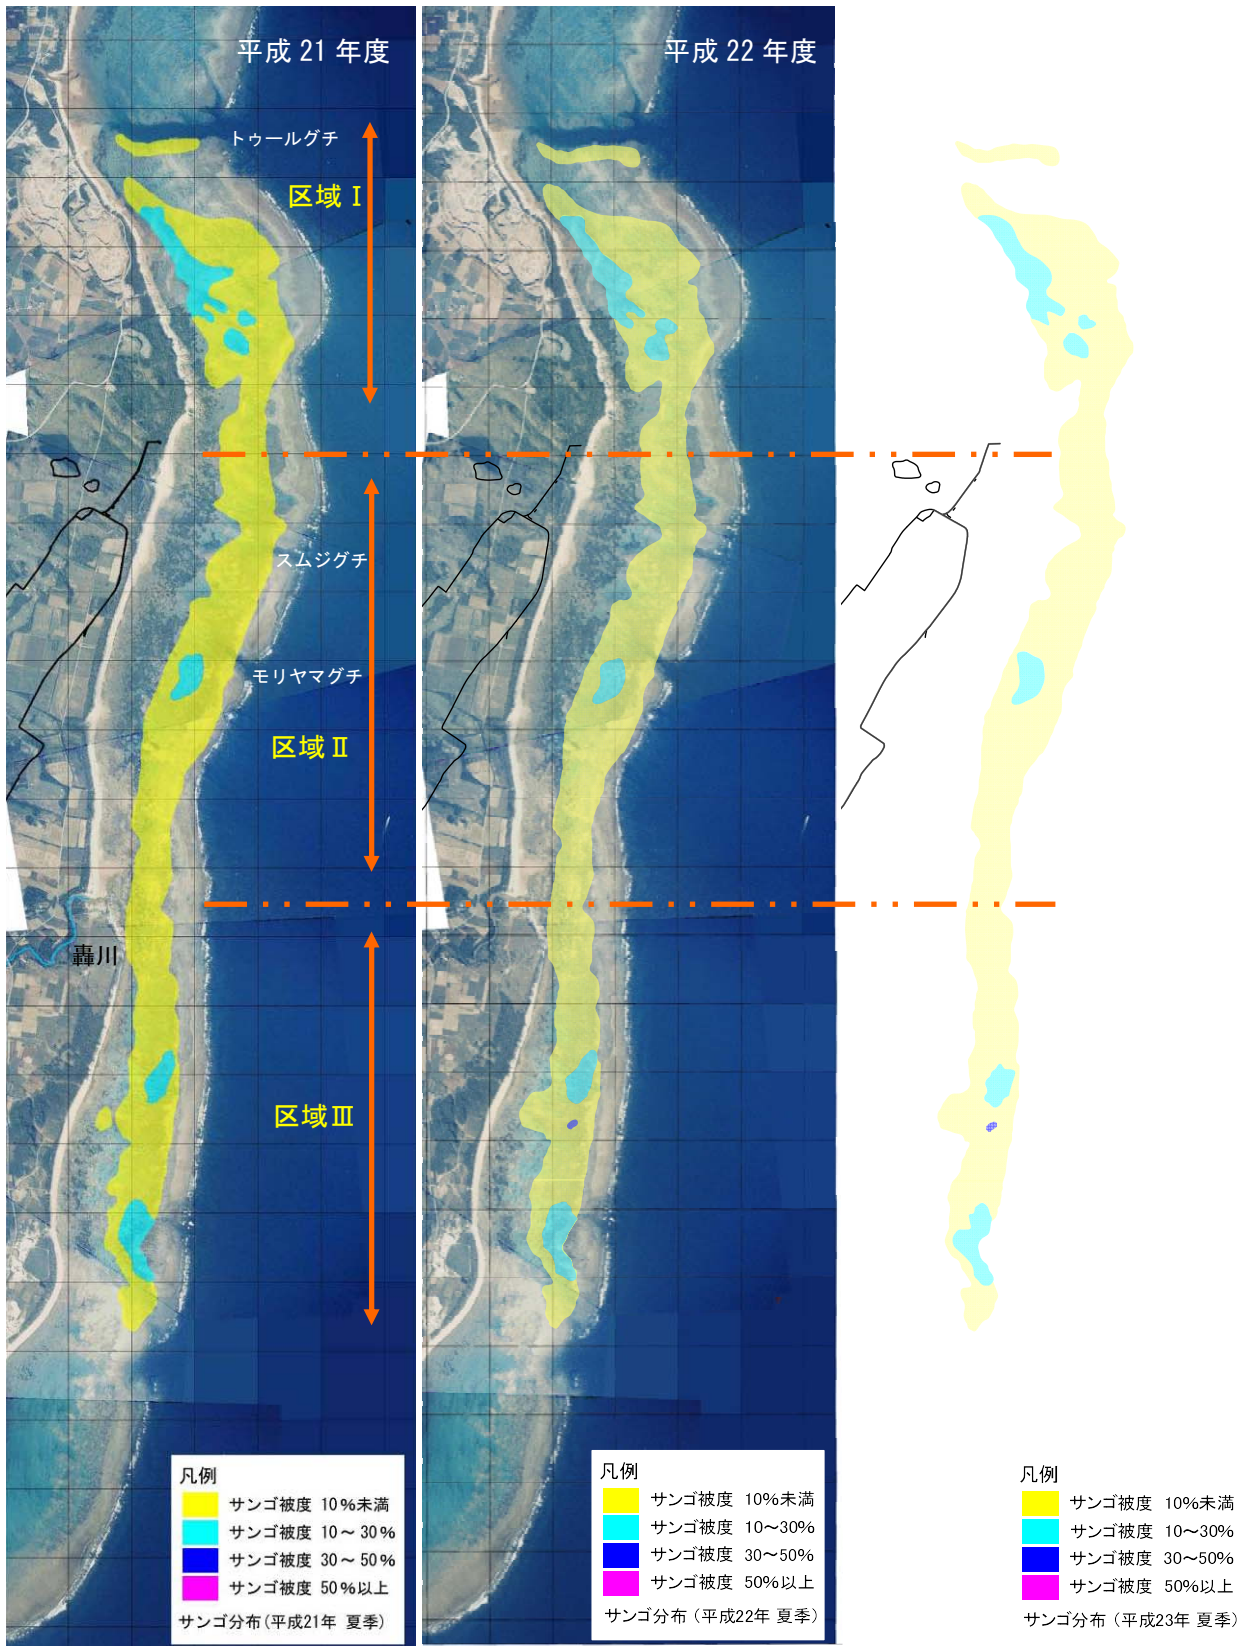 平成 21 年度
トゥールグチ
区域 I
スムジグチ
モリヤマグチ
区域 II
轟川
区域 III
凡例
サンゴ被度 10%未満
サンゴ被度 10～30%
サンゴ被度 30～50%
サンゴ被度 50%以上
サンゴ分布(平成21年 夏季)
平成 22 年度
凡例
サンゴ被度 10%未満
サンゴ被度 10～30%
サンゴ被度 30～50%
サンゴ被度 50%以上
サンゴ分布（平成22年 夏季）
凡例
サンゴ被度 10%未満
サンゴ被度 10～30%
サンゴ被度 30～50%
サンゴ被度 50%以上
サンゴ分布（平成23年 夏季）